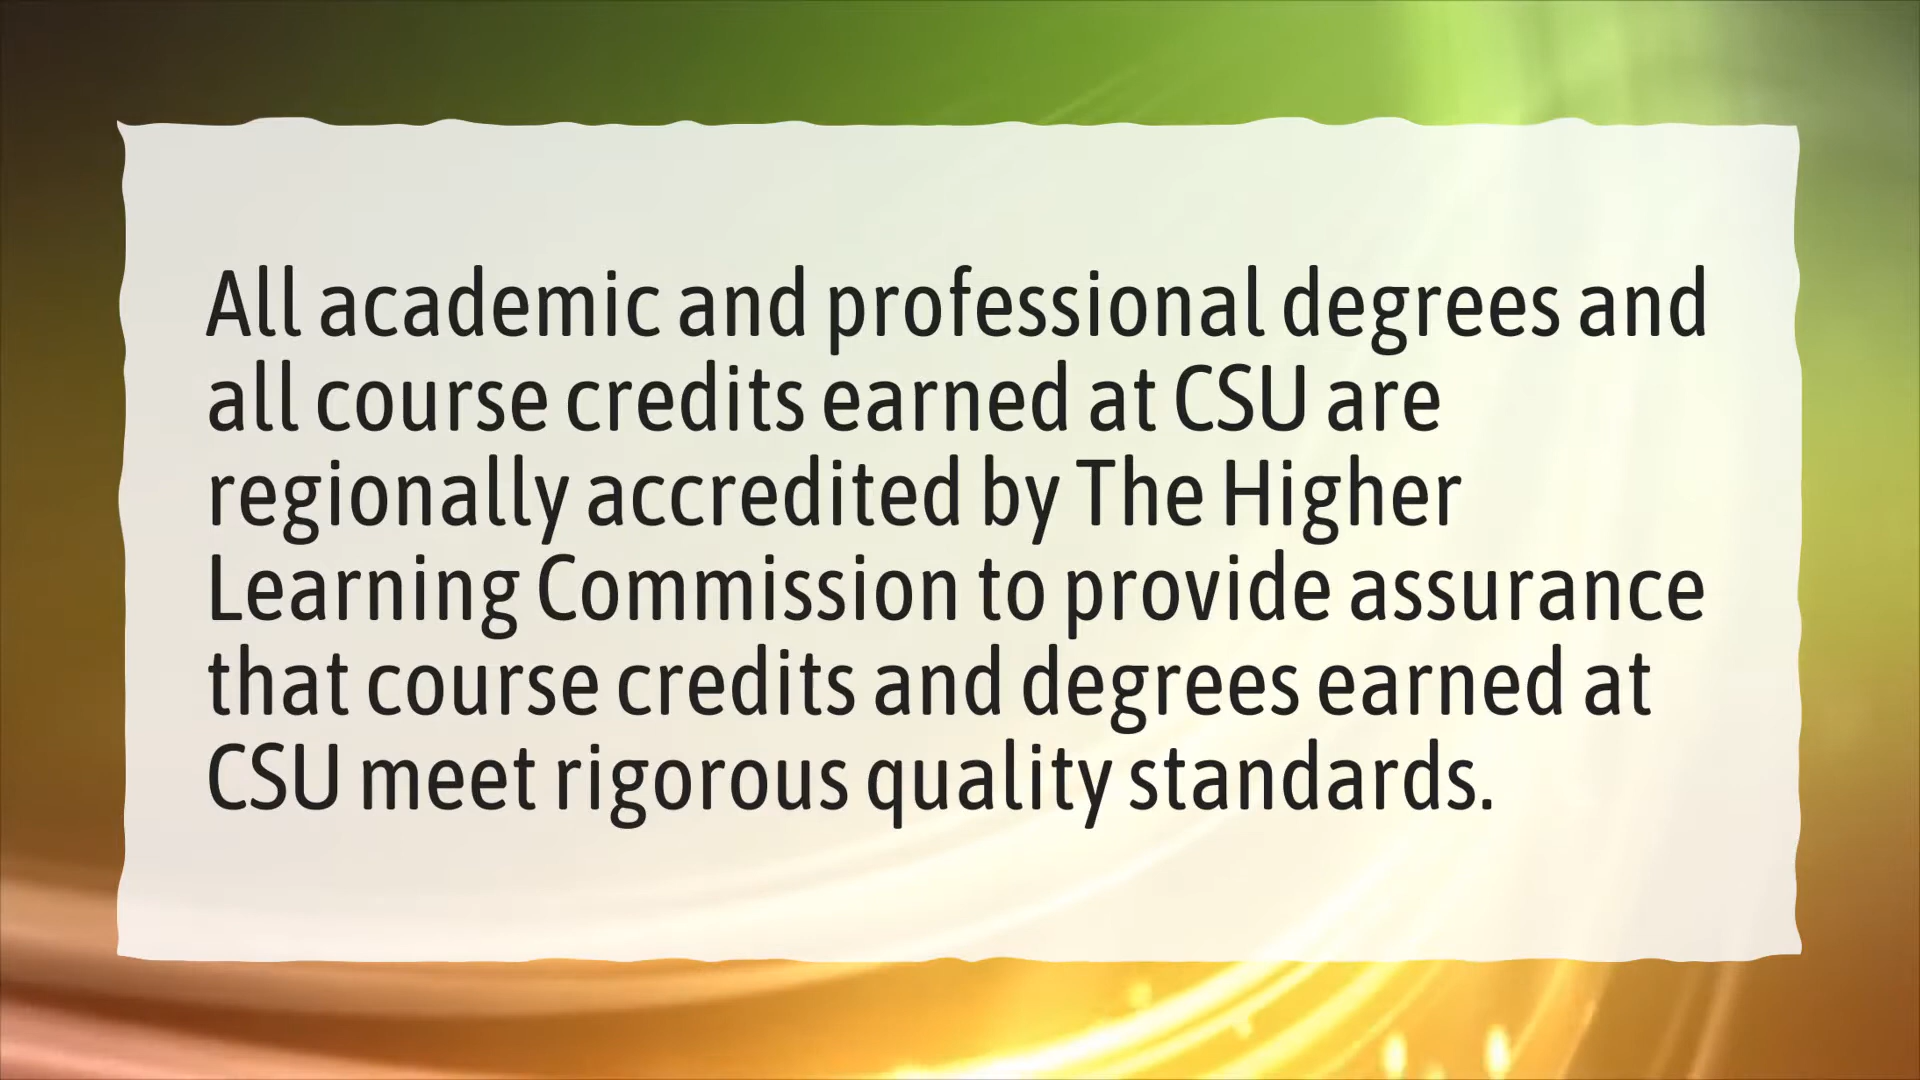 All academic and professional degrees and
all course credits earned at CSU are
regionally accredited by The Higher
Learning Commission to provide assurance
that course credits and degrees earned at
CSU meet rigorous quality standards.